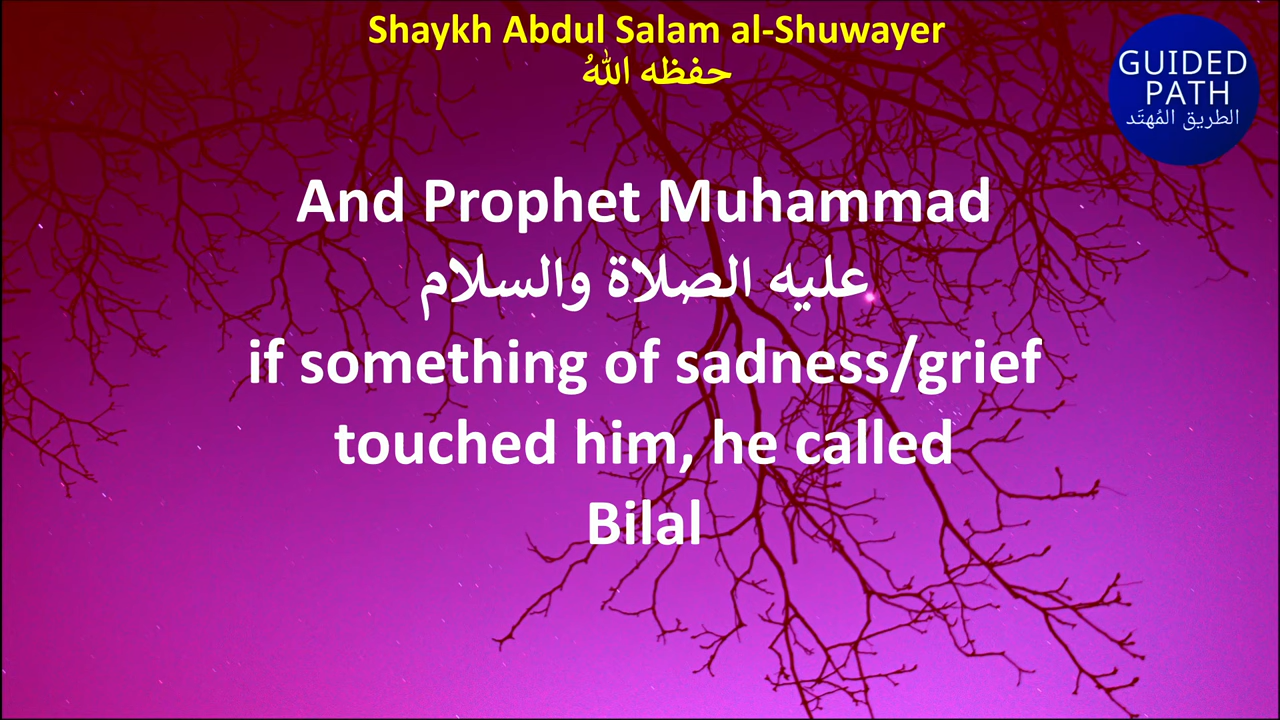 Shaykh Abdul Salam al-Shuwayer
حفظه اللهُ
GUIDED
PATH
الطريق المُهتَد
And Prophet Muhammad
عليه الصلاة والسلام
if something of sadness/grief
touched him, he called
Bilal